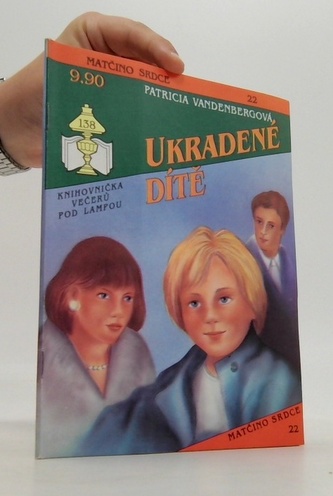 MATČINO SRDCE 22
9.90
PATRICIA VANDENBERGOVÁ
138
UKRADENÉ
DÍTĚ
KNIHOVNIČKA
VEČERŮ
POD LAMPOU
MATČINO SRDCE
22